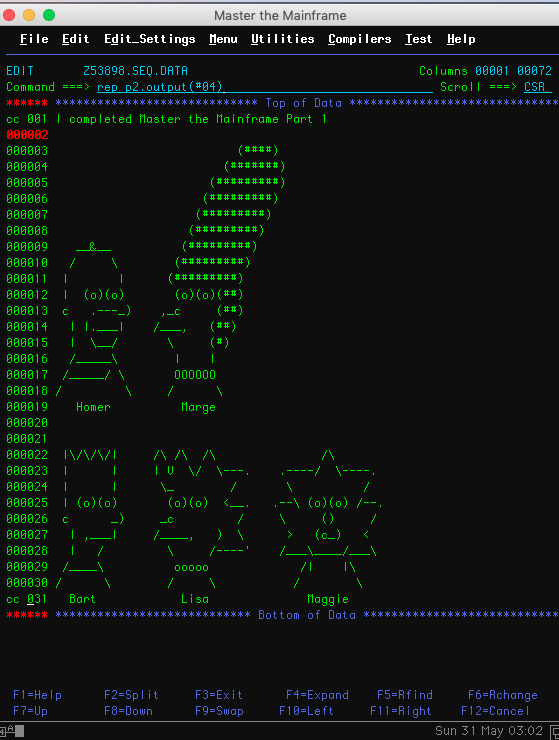 Master the Mainframe
File Edit Edit_Settings Menu Utilities Compilers Test Help
EDIT Z53898.SEQ.DATA Columns 00001 00072
Command ===> rep p2.output(#04) Scroll ===> CSR
****** **************************** Top of Data ******************************
cc 001 I completed Master the Mainframe Part 1
000002
000003                           (####)
000004                         (#######)
000005                       (#########)
000006                      (#########)
000007                     (#########)
000008                    (#########)
000009    __&__          (#########)
000010   /     \        (#########)
000011  |       |      (#########)
000012  |  (o)(o)       (o)(o)(##)
000013  c   .---_)    ,_c     (##)
000014   | |.___|    /___,   (##)
000015   |  \__/       \     (#)
000016   /_____\        |    |
000017  /_____/ \       OOOOOO
000018 /         \     /      \
000019    Homer          Marge
000020
000021
000022  |\/\/\/|     /\ /\  /\               /\
000023  |      |     | U  \/  \---.    .----/  \----.
000024  |      |      \_        /       \          /
000025  | (o)(o)       (o)(o)  <__.   .--\ (o)(o) /--.
000026  c      _)     _c         /     \     ()     /
000027   | ,___|     /____,   )  \      >   (c_)   <
000028   |   /         \     /----'    /___\____/___\
000029  /____\          ooooo             /|    |\
000030 /      \        /     \           /        \
cc 031   Bart            Lisa              Maggie
****** *************************** Bottom of Data ****************************
F1=Help F2=Split F3=Exit F4=Expand F5=Rfind F6=Rchange
F7=Up F8=Down F9=Swap F10=Left F11=Right F12=Cancel
4 A Sun 31 May 03:02